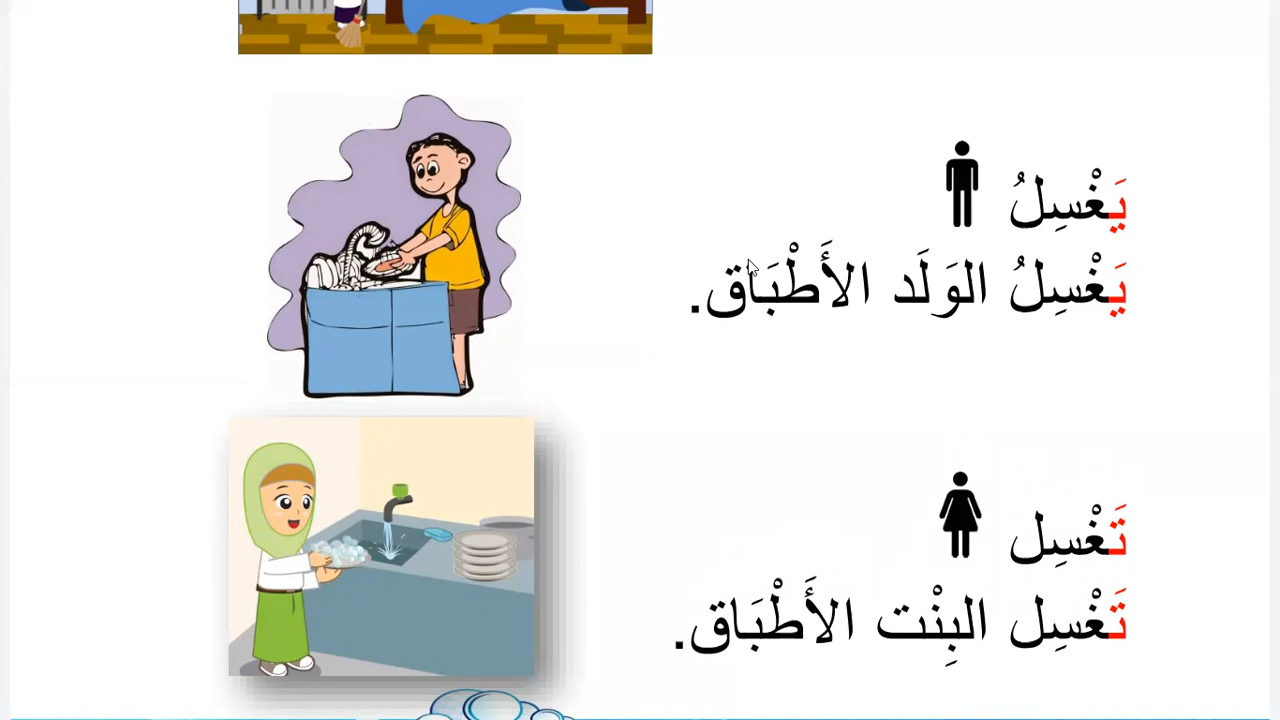 يَغْسِلُ
يَغْسِلُ الوَلَد الأَطْبَاق.
تَغْسِل
تَغْسِل البِنْت الأَطْبَاق.